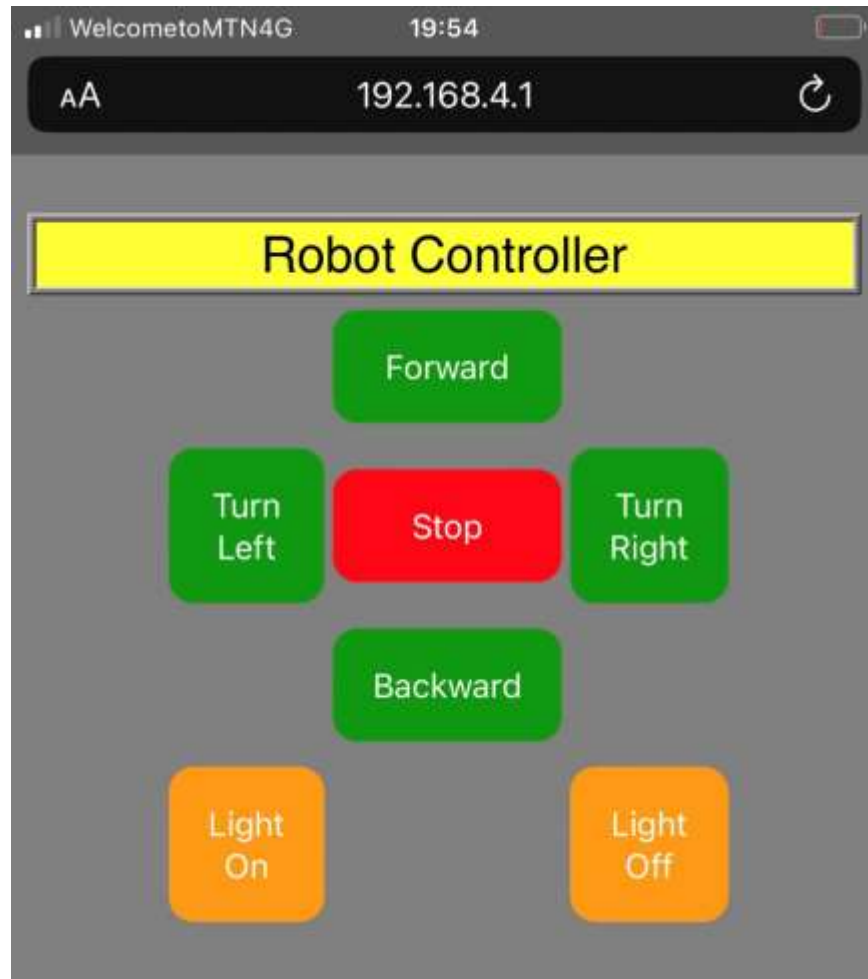 WelcometoMTN4G 19:54
AA 192.168.4.1
Robot Controller
Forward
Turn
Left
Stop
Turn
Right
Backward
Light
On
Light
Off